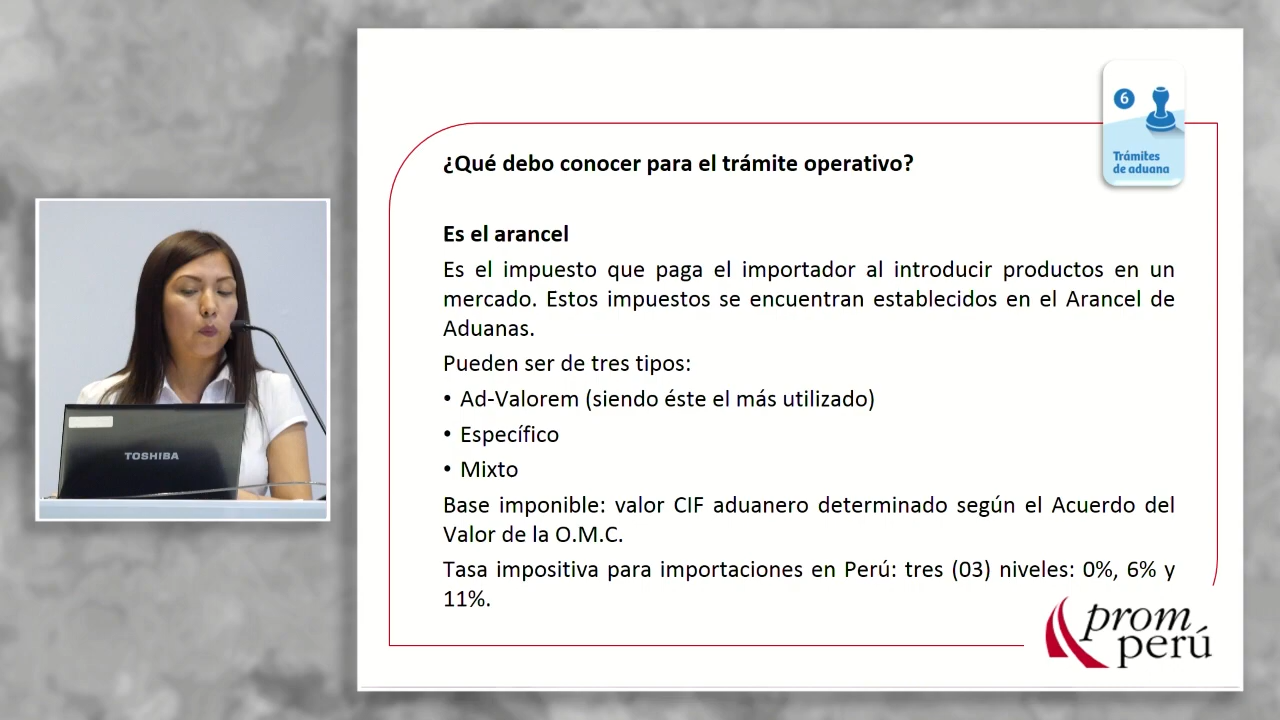 6
Trámites
de aduana
¿Qué debo conocer para el trámite operativo?
Es el arancel
Es el impuesto que paga el importador al introducir productos en un
mercado. Estos impuestos se encuentran establecidos en el Arancel de
Aduanas.
Pueden ser de tres tipos:
• Ad-Valorem (siendo éste el más utilizado)
• Específico
• Mixto
Base imponible: valor CIF aduanero determinado según el Acuerdo del
Valor de la O.M.C.
Tasa impositiva para importaciones en Perú: tres (03) niveles: 0%, 6% y
11%.
prom
perú
TOSHIBA